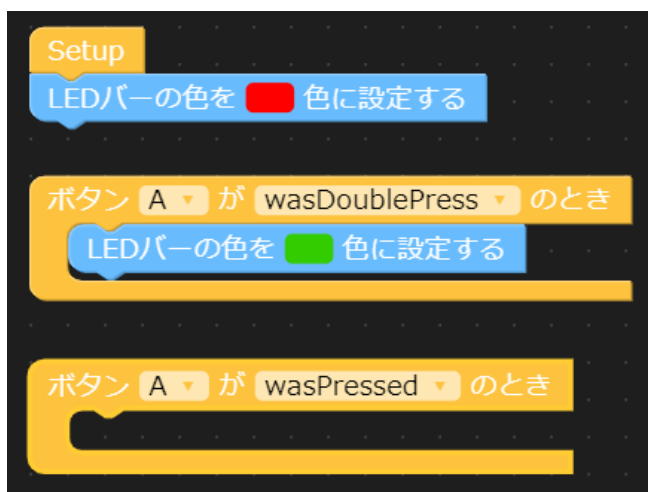 Setup
LEDバーの色を 色に設定する
ボタン A が wasDoublePress のとき
LEDバーの色を 色に設定する
ボタン A が wasPressed のとき